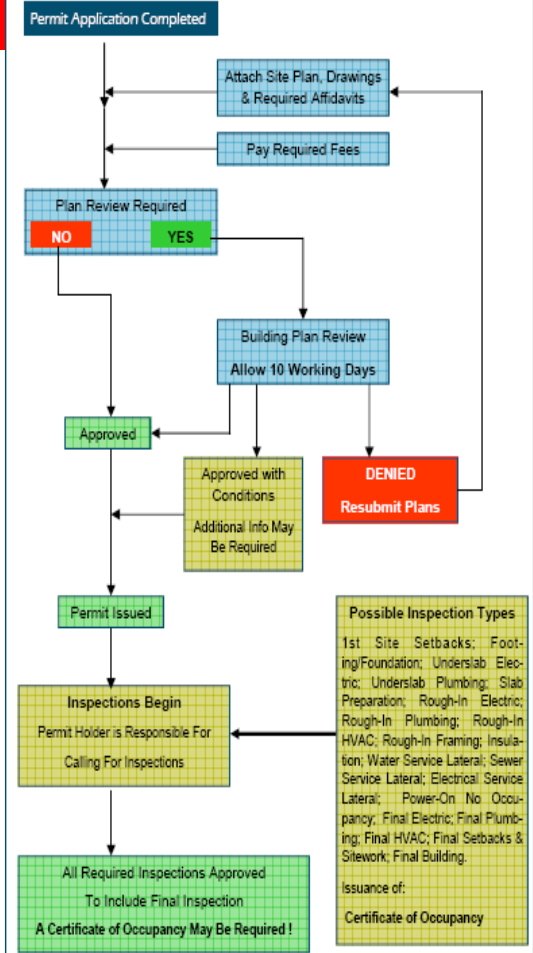 Permit Application Completed
Attach Site Plan, Drawings
& Required Affidavits
Pay Required Fees
Plan Review Required
NO
YES
Building Plan Review
Allow 10 Working Days
Approved
Approved with
Conditions
Additional Info May
Be Required
DENIED
Resubmit Plans
Permit Issued
Inspections Begin
Permit Holder is Responsible For
Calling For Inspections
Possible Inspection Types
1st Site Setbacks; Foot-
ing/Foundation; Underslab Elec-
tric; Underslab Plumbing; Slab
Preparation; Rough-In Electric;
Rough-In Plumbing; Rough-In
HVAC; Rough-In Framing; Insula-
tion; Water Service Lateral; Sewer
Service Lateral; Electrical Service
Lateral; Power-On No Occu-
pancy; Final Electric; Final Plumb-
ing; Final HVAC; Final Setbacks &
Sitework; Final Building.
Issuance of:
Certificate of Occupancy
All Required Inspections Approved
To Include Final Inspection
A Certificate of Occupancy May Be Required !